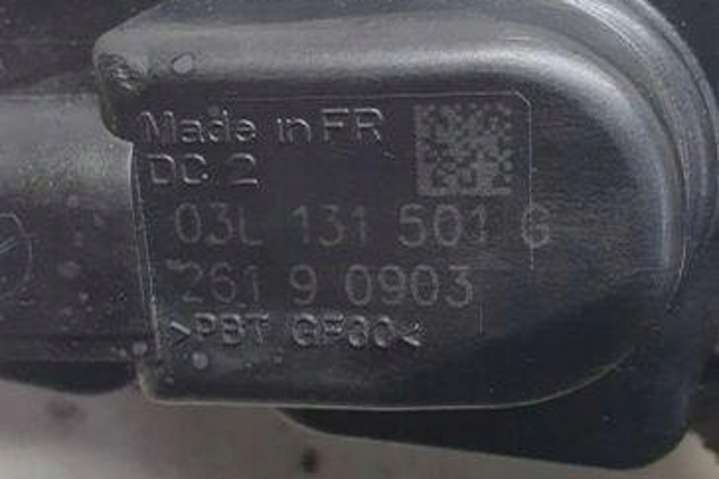 Made in FR
DC 2
03L 131 501 G
261 9 0903
>PBT GF30<